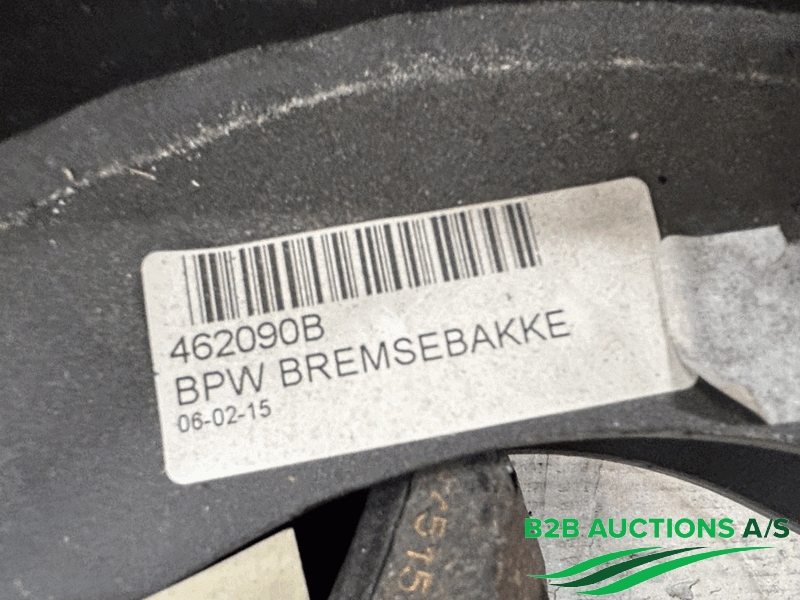 462090B
BPW BREMSEBAKKE
06-02-15
B2B AUCTIONS A/S